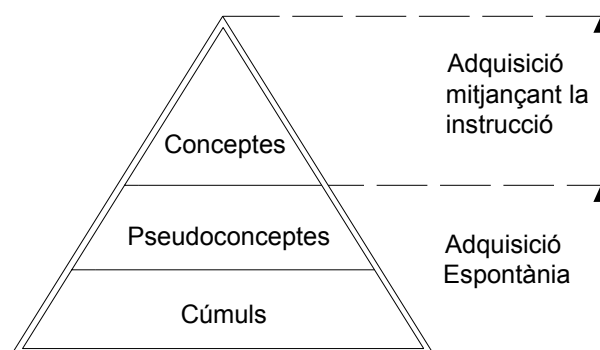 Adquisició
mitjançant la
instrucció
Conceptes
Pseudoconceptes
Adquisició
Espontània
Cúmuls